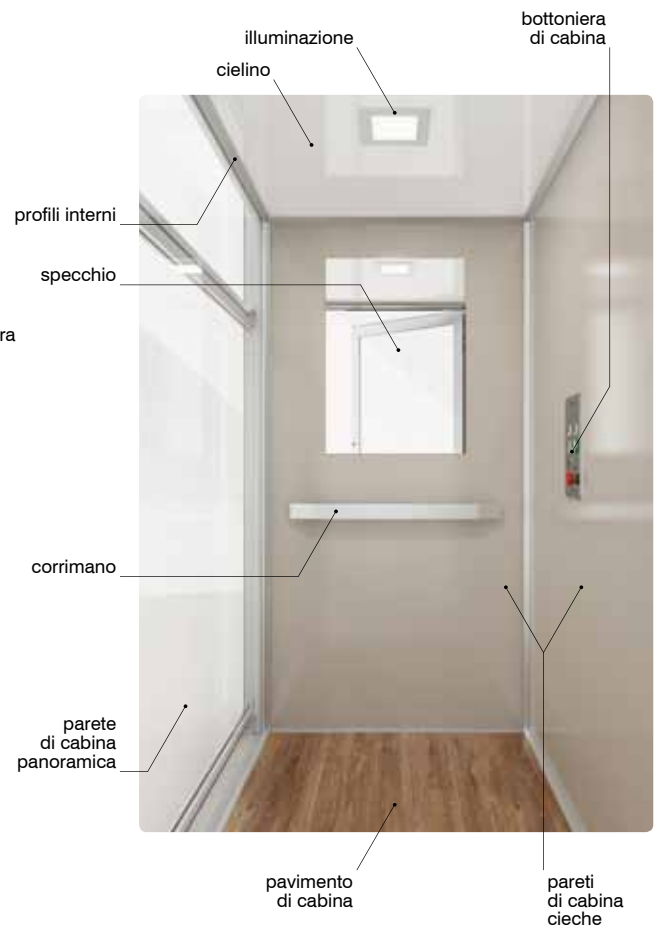 bottoniera
di cabina
illuminazione
cielino
profili interni
specchio
ra
corrimano
parete
di cabina
panoramica
pavimento
di cabina
pareti
di cabina
cieche